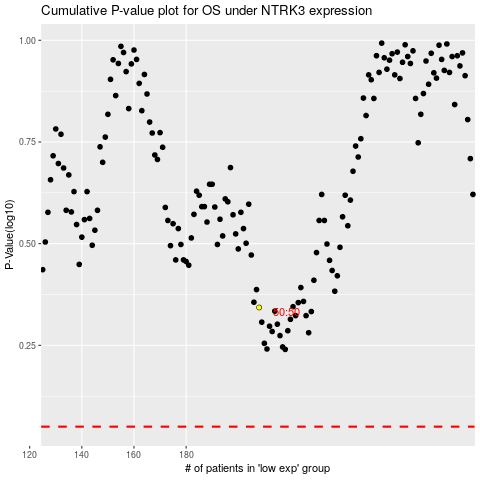 Cumulative P-value plot for OS under NTRK3 expression
P-Value(log10)
1.00
0.75
0.50
0.25
50:50
120 140 160 180
# of patients in 'low exp' group